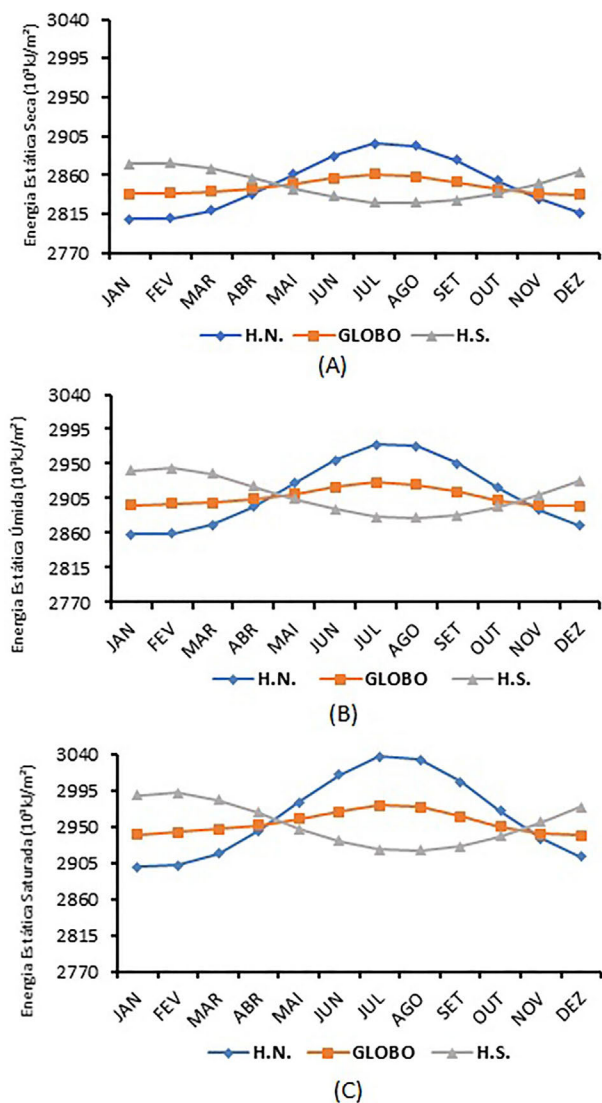 Energia Estática Seca (10³kJ/m²)
3040
2995
2950
2905
2860
2815
2770
JAN FEV MAR ABR MAI JUN JUL AGO SET OUT NOV DEZ
H.N. GLOBO H.S.
(A)
Energia Estática Úmida (10³kJ/m²)
3040
2995
2950
2905
2860
2815
2770
JAN FEV MAR ABR MAI JUN JUL AGO SET OUT NOV DEZ
H.N. GLOBO H.S.
(B)
Energia Estática Saturada (10³kJ/m²)
3040
2995
2950
2905
2860
2815
2770
JAN FEV MAR ABR MAI JUN JUL AGO SET OUT NOV DEZ
H.N. GLOBO H.S.
(C)